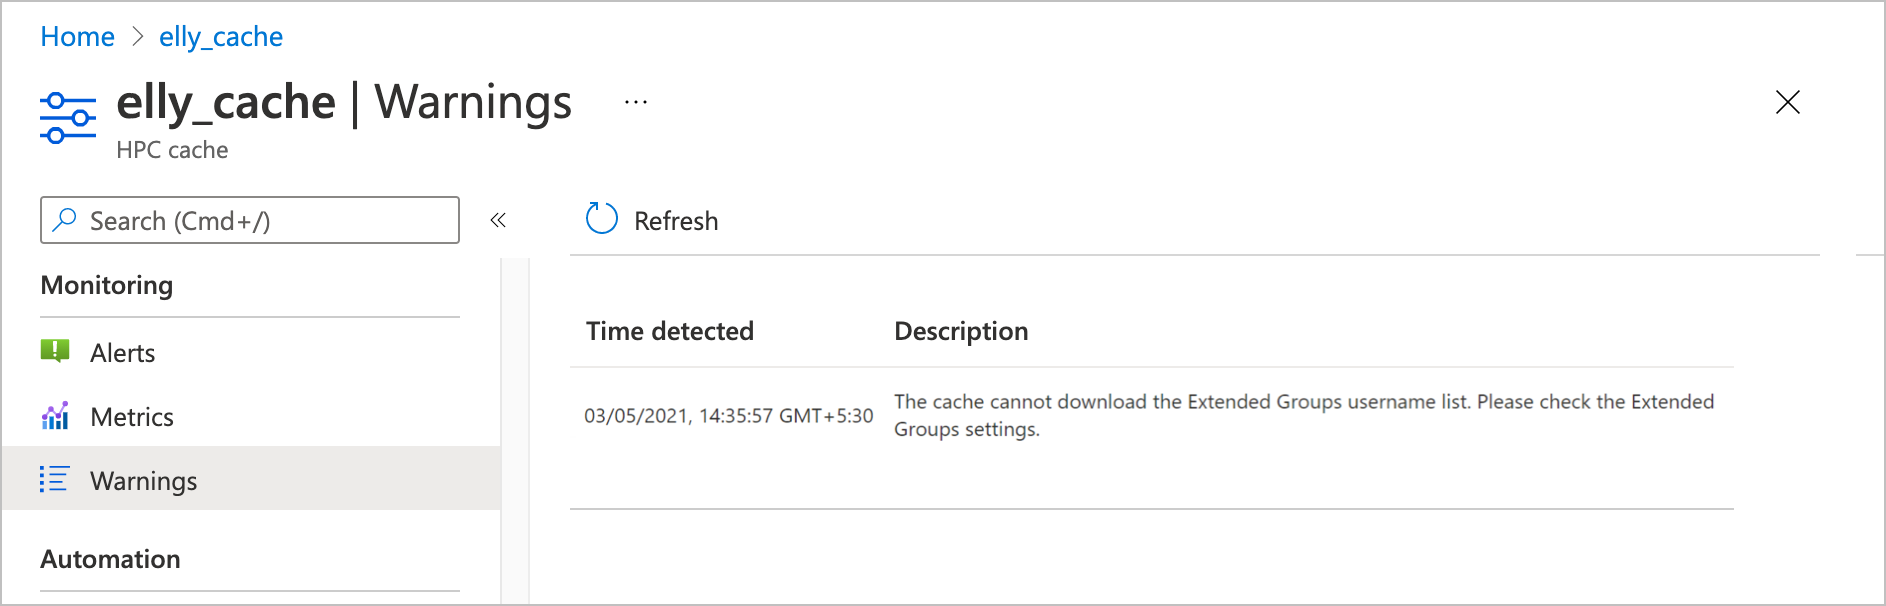 Home > elly_cache
elly_cache | Warnings ...
HPC cache
Search (Cmd+/)
«
Refresh
Monitoring
Alerts
Metrics
Warnings
Automation
Time detected Description
03/05/2021, 14:35:57 GMT+5:30 The cache cannot download the Extended Groups username list. Please check the Extended
Groups settings.